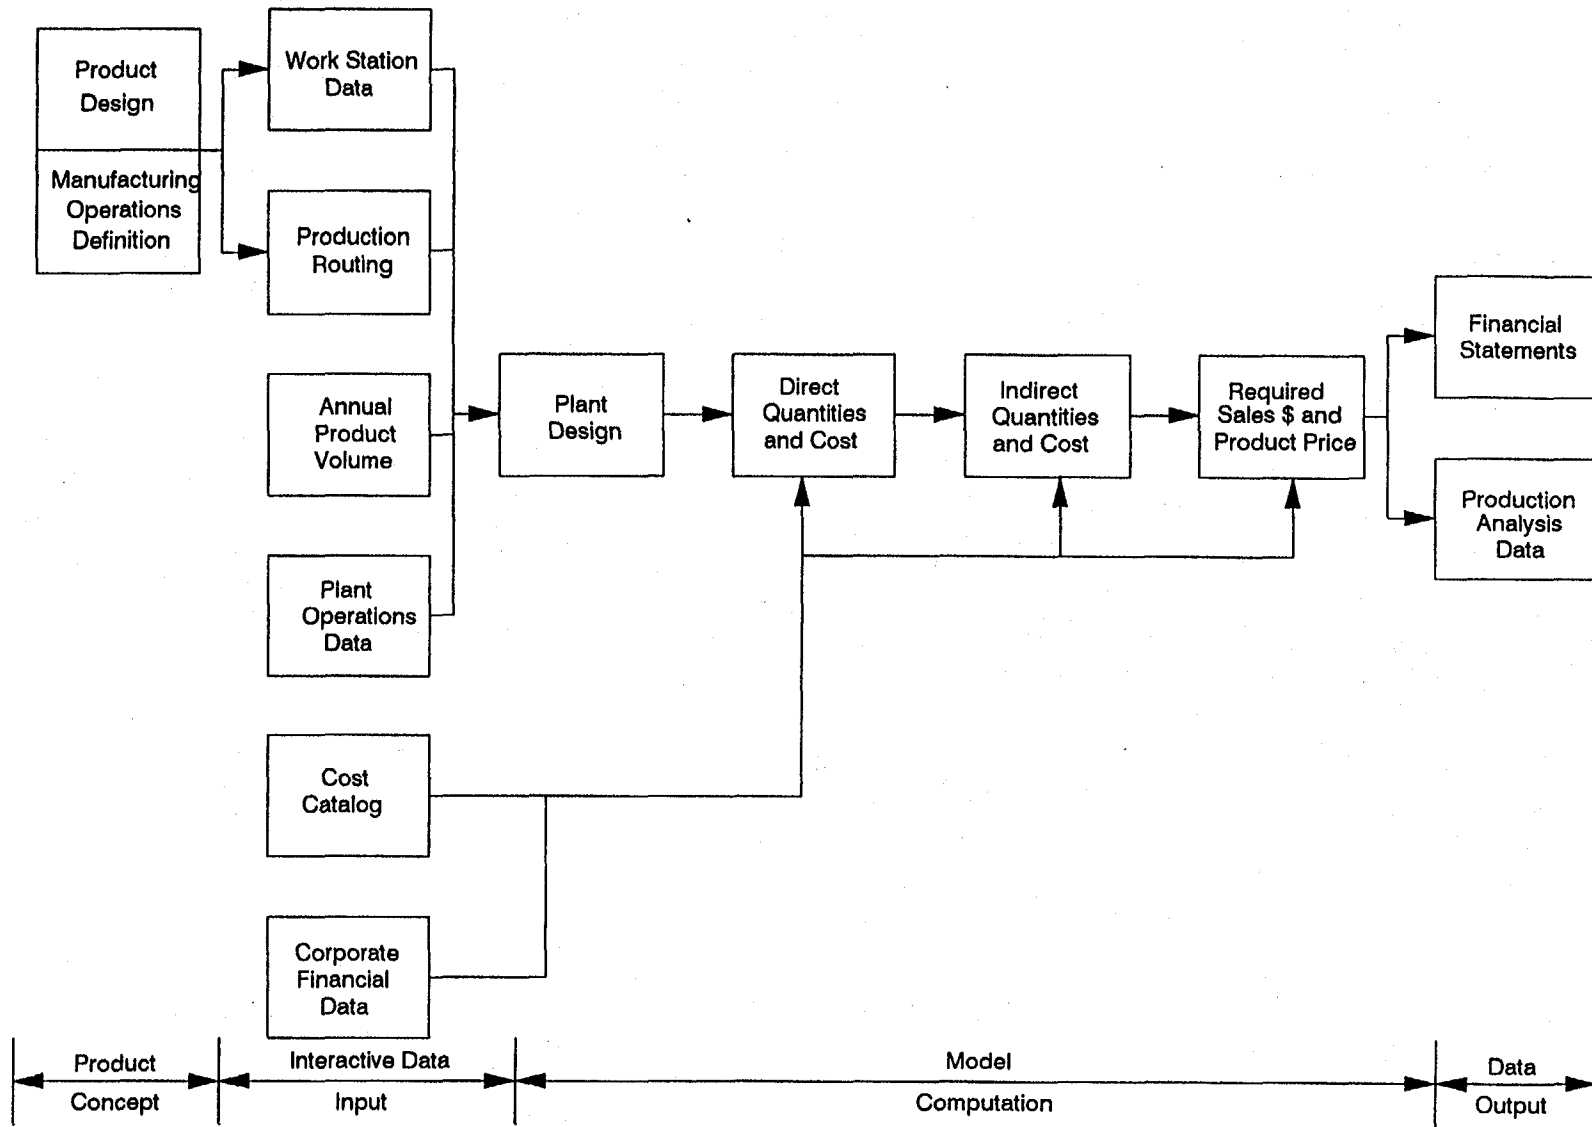 Product
Design
Manufacturing
Operations
Definition
Work Station
Data
Production
Routing
Annual
Product
Volume
Plant
Operations
Data
Cost
Catalog
Corporate
Financial
Data
Plant
Design
Direct
Quantities
and Cost
Indirect
Quantities
and Cost
Required
Sales $ and
Product Price
Financial
Statements
Production
Analysis
Data
Product
Concept
Interactive Data
Input
Model
Computation
Data
Output